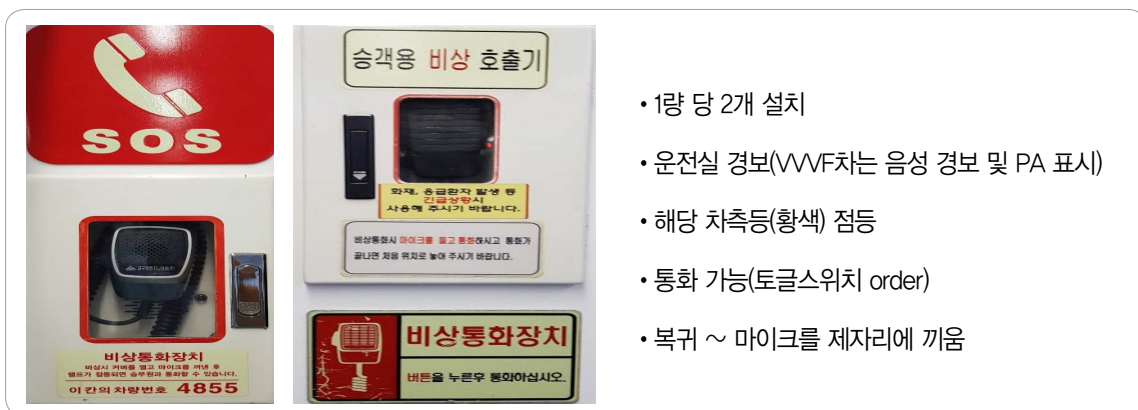 SOS
비상통화장치
비상시 커버를 열고 마이크를 꺼낸 후
램프가 점등되면 승무원과 통화할 수 있습니다.
이 칸의 차량번호 4855
승객용 비상 호출기
화재, 응급환자 발생 등
긴급상황시
사용해 주시기 바랍니다.
비상통화시 마이크를 들고 통화하시고 통화가
끝나면 처음 위치로 놓아 주시기 바랍니다.
비상통화장치
버튼을 누른후 통화하십시오.
• 1량 당 2개 설치
• 운전실 경보(VVVF차는 음성 경보 및 PA 표시)
• 해당 차측등(황색) 점등
• 통화 가능(토글스위치 order)
• 복귀 ~ 마이크를 제자리에 끼움